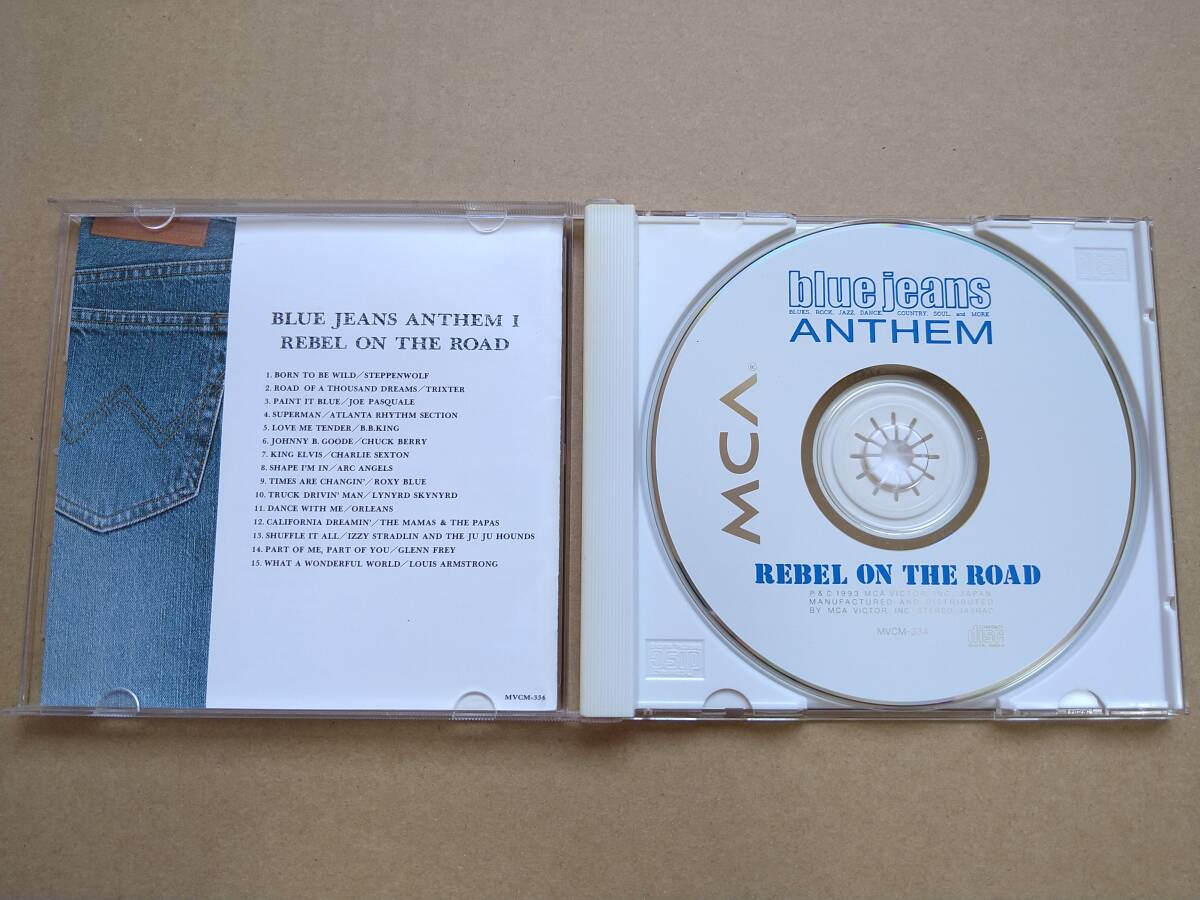 BLUE JEANS ANTHEM I
REBEL ON THE ROAD
1. BORN TO BE WILD/STEPPENWOLF
2. ROAD OF A THOUSAND DREAMS/TRIXTER
3. PAINT IT BLUE/JOE PASQUALE
4. SUPERMAN/ATLANTA RHYTHM SECTION
5. LOVE ME TENDER/B.B.KING
6. JOHNNY B. GOODE/CHUCK BERRY
7. KING ELVIS/CHARLIE SEXTON
8. SHAPE I'M IN/ARC ANGELS
9. TIMES ARE CHANGIN'/ROXY BLUE
10. TRUCK DRIVIN' MAN/LYNYRD SKYNYRD
11. DANCE WITH ME/ORLEANS
12. CALIFORNIA DREAMIN'/THE MAMAS & THE PAPAS
13. SHUFFLE IT ALL/IZZY STRADLIN AND THE JU JU HOUNDS
14. PART OF ME, PART OF YOU/GLENN FREY
15. WHAT A WONDERFUL WORLD/LOUIS ARMSTRONG
MVCM-334
blue jeans
BLUES, ROCK, JAZZ, DANCE, COUNTRY, SOUL, and MORE
ANTHEM
MCA®
REBEL ON THE ROAD
P & C 1993 MCA VICTOR, INC. JAPAN
MANUFACTURED AND DISTRIBUTED
BY MCA VICTOR, INC. STEREO JASRAC
MVCM-334
COMPACT
disc
DIGITAL AUDIO